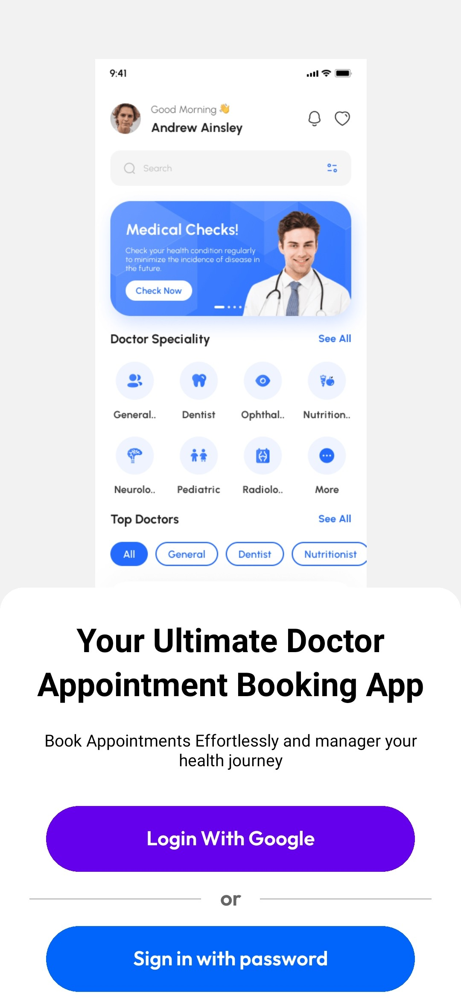 9:41
Good Morning 👋
Andrew Ainsley
Search
Medical Checks!
Check your health condition regularly
to minimize the incidence of disease in
the future.
Check Now
Doctor Speciality
See All
General..
Dentist
Ophthal..
Nutrition..
Neurolo..
Pediatric
Radiolo..
More
Top Doctors
See All
All
General
Dentist
Nutritionist
Your Ultimate Doctor
Appointment Booking App
Book Appointments Effortlessly and manager your
health journey
Login With Google
or
Sign in with password